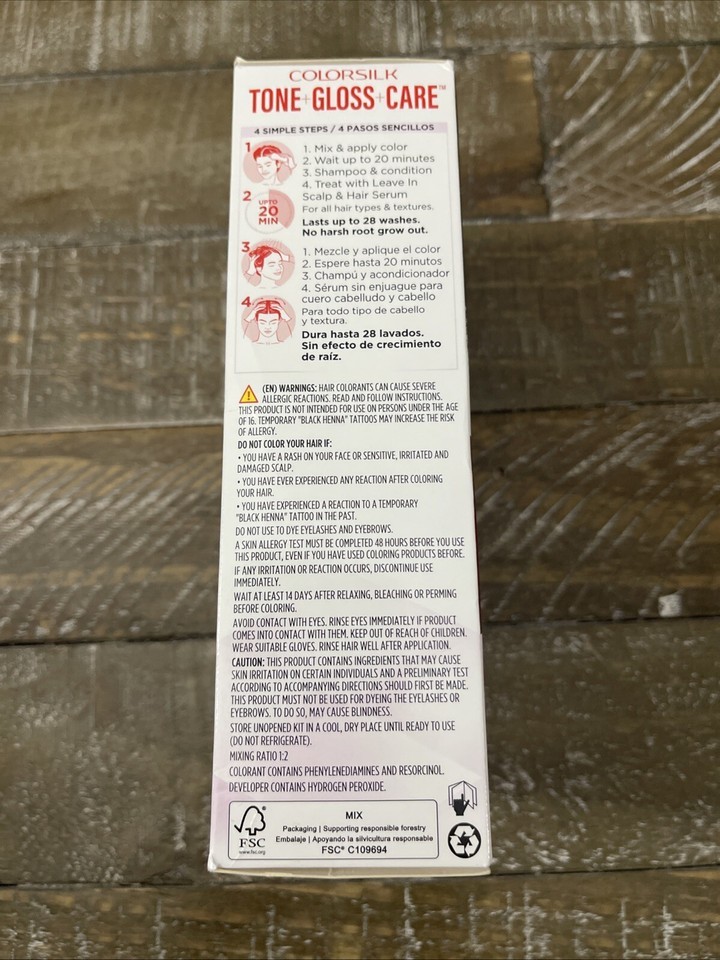 COLORSILK
TONE+GLOSS+CARE™
4 SIMPLE STEPS / 4 PASOS SENCILLOS
1
1. Mix & apply color
2. Wait up to 20 minutes
3. Shampoo & condition
4. Treat with Leave In
Scalp & Hair Serum
2
UP TO
20
MIN
For all hair types & textures.
Lasts up to 28 washes.
No harsh root grow out.
3
1. Mezcle y aplique el color
2. Espere hasta 20 minutos
3. Champú y acondicionador
4. Sérum sin enjuague para
cuero cabelludo y cabello
4
Para todo tipo de cabello
y textura.
Dura hasta 28 lavados.
Sin efecto de crecimiento
de raíz.
(EN) WARNINGS: HAIR COLORANTS CAN CAUSE SEVERE
ALLERGIC REACTIONS. READ AND FOLLOW INSTRUCTIONS.
THIS PRODUCT IS NOT INTENDED FOR USE ON PERSONS UNDER THE AGE
OF 16. TEMPORARY "BLACK HENNA" TATTOOS MAY INCREASE THE RISK
OF ALLERGY.
DO NOT COLOR YOUR HAIR IF:
• YOU HAVE A RASH ON YOUR FACE OR SENSITIVE, IRRITATED AND
DAMAGED SCALP.
• YOU HAVE EVER EXPERIENCED ANY REACTION AFTER COLORING
YOUR HAIR.
• YOU HAVE EXPERIENCED A REACTION TO A TEMPORARY
"BLACK HENNA" TATTOO IN THE PAST.
DO NOT USE TO DYE EYELASHES AND EYEBROWS.
A SKIN ALLERGY TEST MUST BE COMPLETED 48 HOURS BEFORE YOU USE
THIS PRODUCT, EVEN IF YOU HAVE USED COLORING PRODUCTS BEFORE.
IF ANY IRRITATION OR REACTION OCCURS, DISCONTINUE USE
IMMEDIATELY.
WAIT AT LEAST 14 DAYS AFTER RELAXING, BLEACHING OR PERMING
BEFORE COLORING.
AVOID CONTACT WITH EYES. RINSE EYES IMMEDIATELY IF PRODUCT
COMES INTO CONTACT WITH THEM. KEEP OUT OF REACH OF CHILDREN.
WEAR SUITABLE GLOVES. RINSE HAIR WELL AFTER APPLICATION.
CAUTION: THIS PRODUCT CONTAINS INGREDIENTS THAT MAY CAUSE
SKIN IRRITATION ON CERTAIN INDIVIDUALS AND A PRELIMINARY TEST
ACCORDING TO ACCOMPANYING DIRECTIONS SHOULD FIRST BE MADE.
THIS PRODUCT MUST NOT BE USED FOR DYEING THE EYELASHES OR
EYEBROWS. TO DO SO, MAY CAUSE BLINDNESS.
STORE UNOPENED KIT IN A COOL, DRY PLACE UNTIL READY TO USE
(DO NOT REFRIGERATE).
MIXING RATIO 1:2
COLORANT CONTAINS PHENYLENEDIAMINES AND RESORCINOL.
DEVELOPER CONTAINS HYDROGEN PEROXIDE.
®
FSC
www.fsc.org
MIX
Packaging | Supporting responsible forestry
Embalaje | Apoyando la silvicultura responsable
FSC® C109694